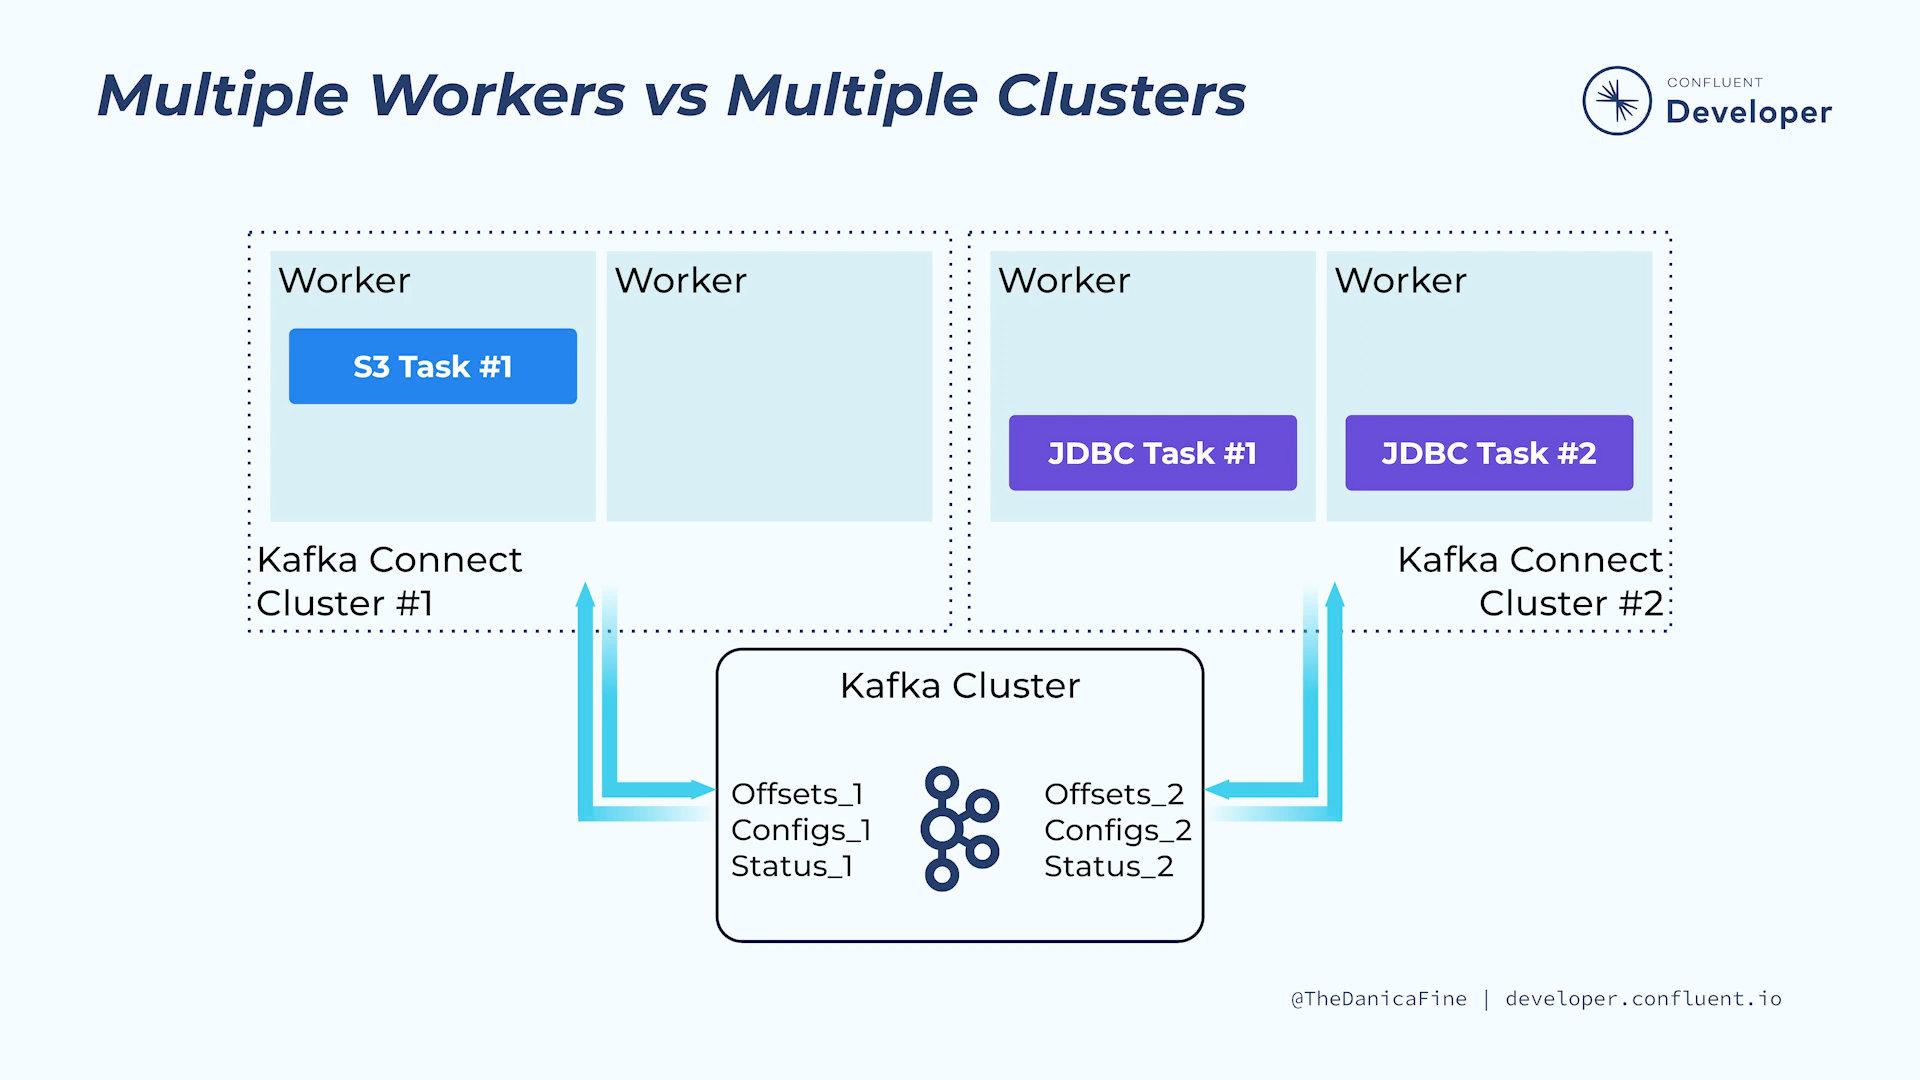 Multiple Workers vs Multiple Clusters
CONFLUENT
Developer
Worker
Worker
S3 Task #1
Kafka Connect
Cluster #1
Worker
Worker
JDBC Task #1
JDBC Task #2
Kafka Connect
Cluster #2
Kafka Cluster
Offsets_1
Configs_1
Status_1
Offsets_2
Configs_2
Status_2
@TheDanicaFine | developer.confluent.io